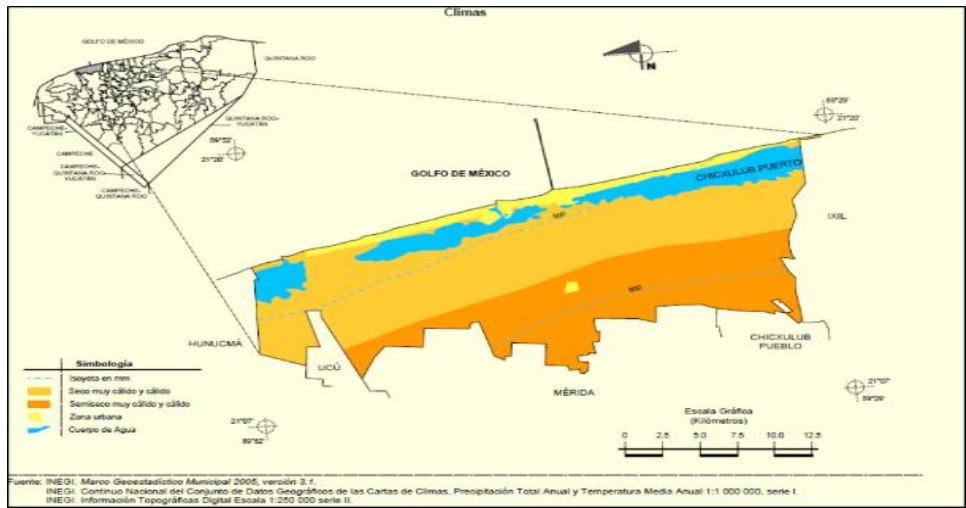 Climas
GOLFO DE MÉXICO
QUINTANA ROO
QUINTANA ROO-
YUCATÁN
CAMPECHE-
YUCATÁN
CAMPECHE
CAMPECHE-
QUINTANA ROO
YUCATÁN
CAMPECHE-
QUINTANA ROO
89°52'
21°20'
N
89°29'
21°20'
GOLFO DE MÉXICO
CHICXULUB PUERTO
IXIL
500
600
HUNUCMÁ
UCÚ
MÉRIDA
CHICXULUB
PUEBLO
Simbología
Isoyeta en mm
Seco muy cálido y cálido
Semiseco muy cálido y cálido
Zona urbana
Cuerpo de Agua
21°07'
89°52'
21°07'
89°29'
Escala Gráfica
(Kilómetros)
0 2.5 5.0 7.5 10.0 12.5
Fuente: INEGI. Marco Geoestadístico Municipal 2005, versión 3.1.
INEGI. Continuo Nacional del Conjunto de Datos Geográficos de las Cartas de Climas, Precipitación Total Anual y Temperatura Media Anual 1:1 000 000, serie I.
INEGI. Información Topográficas Digital Escala 1:250 000 serie II.